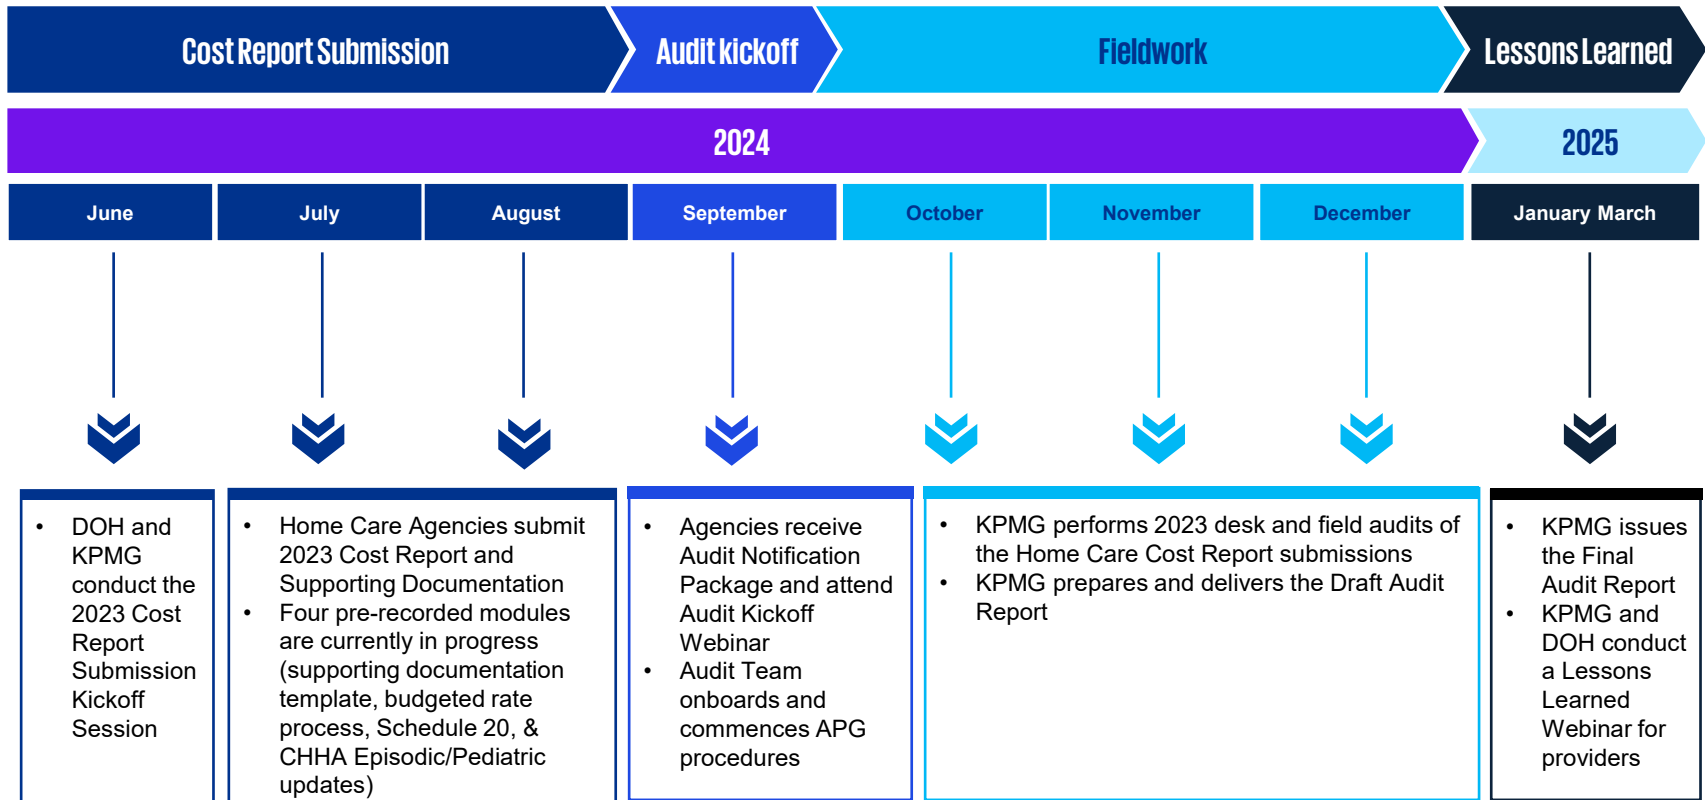 Cost Report Submission
Audit kickoff
Fieldwork
Lessons Learned
2024
2025
June
July
August
September
October
November
December
January March
• DOH and
KPMG
conduct the
2023 Cost
Report
Submission
Kickoff
Session
• Home Care Agencies submit
2023 Cost Report and
Supporting Documentation
• Four pre-recorded modules
are currently in progress
(supporting documentation
template, budgeted rate
process, Schedule 20, &
CHHA Episodic/Pediatric
updates)
• Agencies receive
Audit Notification
Package and attend
Audit Kickoff
Webinar
• Audit Team
onboards and
commences APG
procedures
• KPMG performs 2023 desk and field audits of
the Home Care Cost Report submissions
• KPMG prepares and delivers the Draft Audit
Report
• KPMG issues
the Final
Audit Report
• KPMG and
DOH conduct
a Lessons
Learned
Webinar for
providers